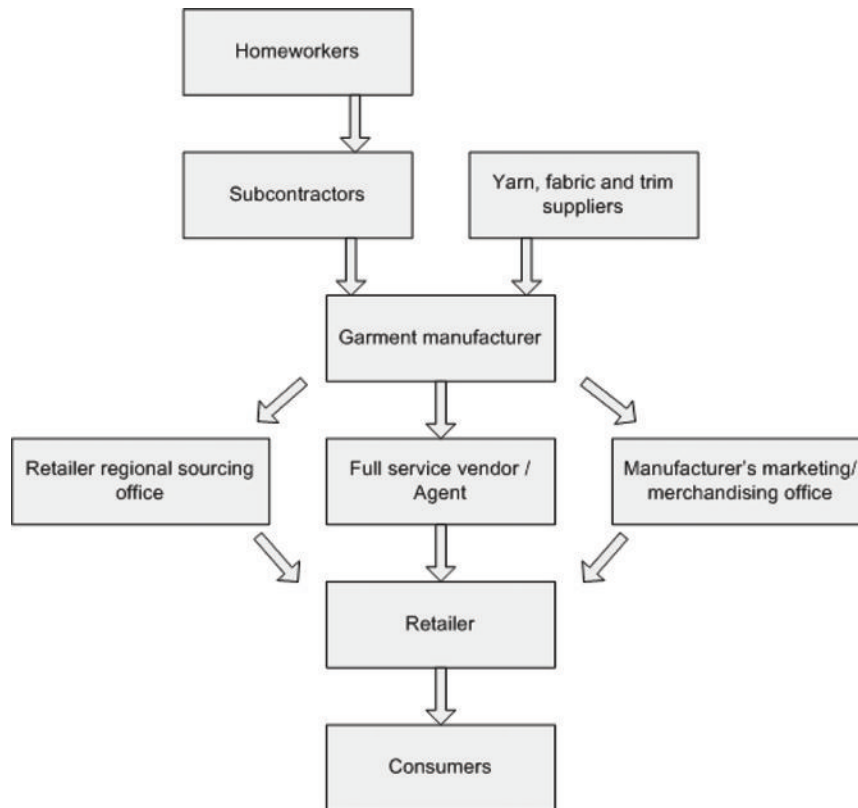 Homeworkers
Subcontractors
Yarn, fabric and trim
suppliers
Garment manufacturer
Retailer regional sourcing
office
Full service vendor /
Agent
Manufacturer's marketing/
merchandising office
Retailer
Consumers